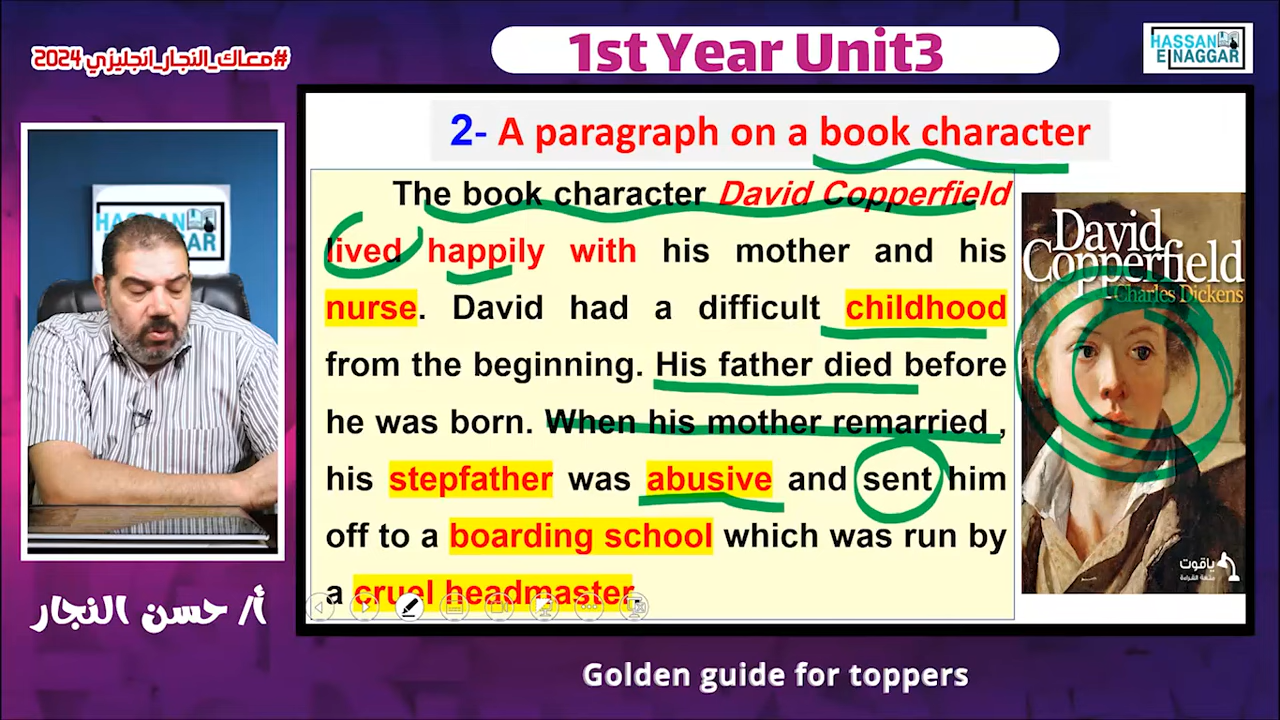 #معاك_النجار_انجليزي 2024
1st Year Unit3
HASSAN
ELNAGGAR
2- A paragraph on a book character
The book character David Copperfield
lived happily with his mother and his
nurse. David had a difficult childhood
from the beginning. His father died before
he was born. When his mother remarried ,
his stepfather was abusive and sent him
off to a boarding school which was run by
a cruel headmaster.
David
Copperfield
Charles Dickens
ياقوت
HASSAN
ELNAGGAR
أ/ حسن النجار
Golden guide for toppers